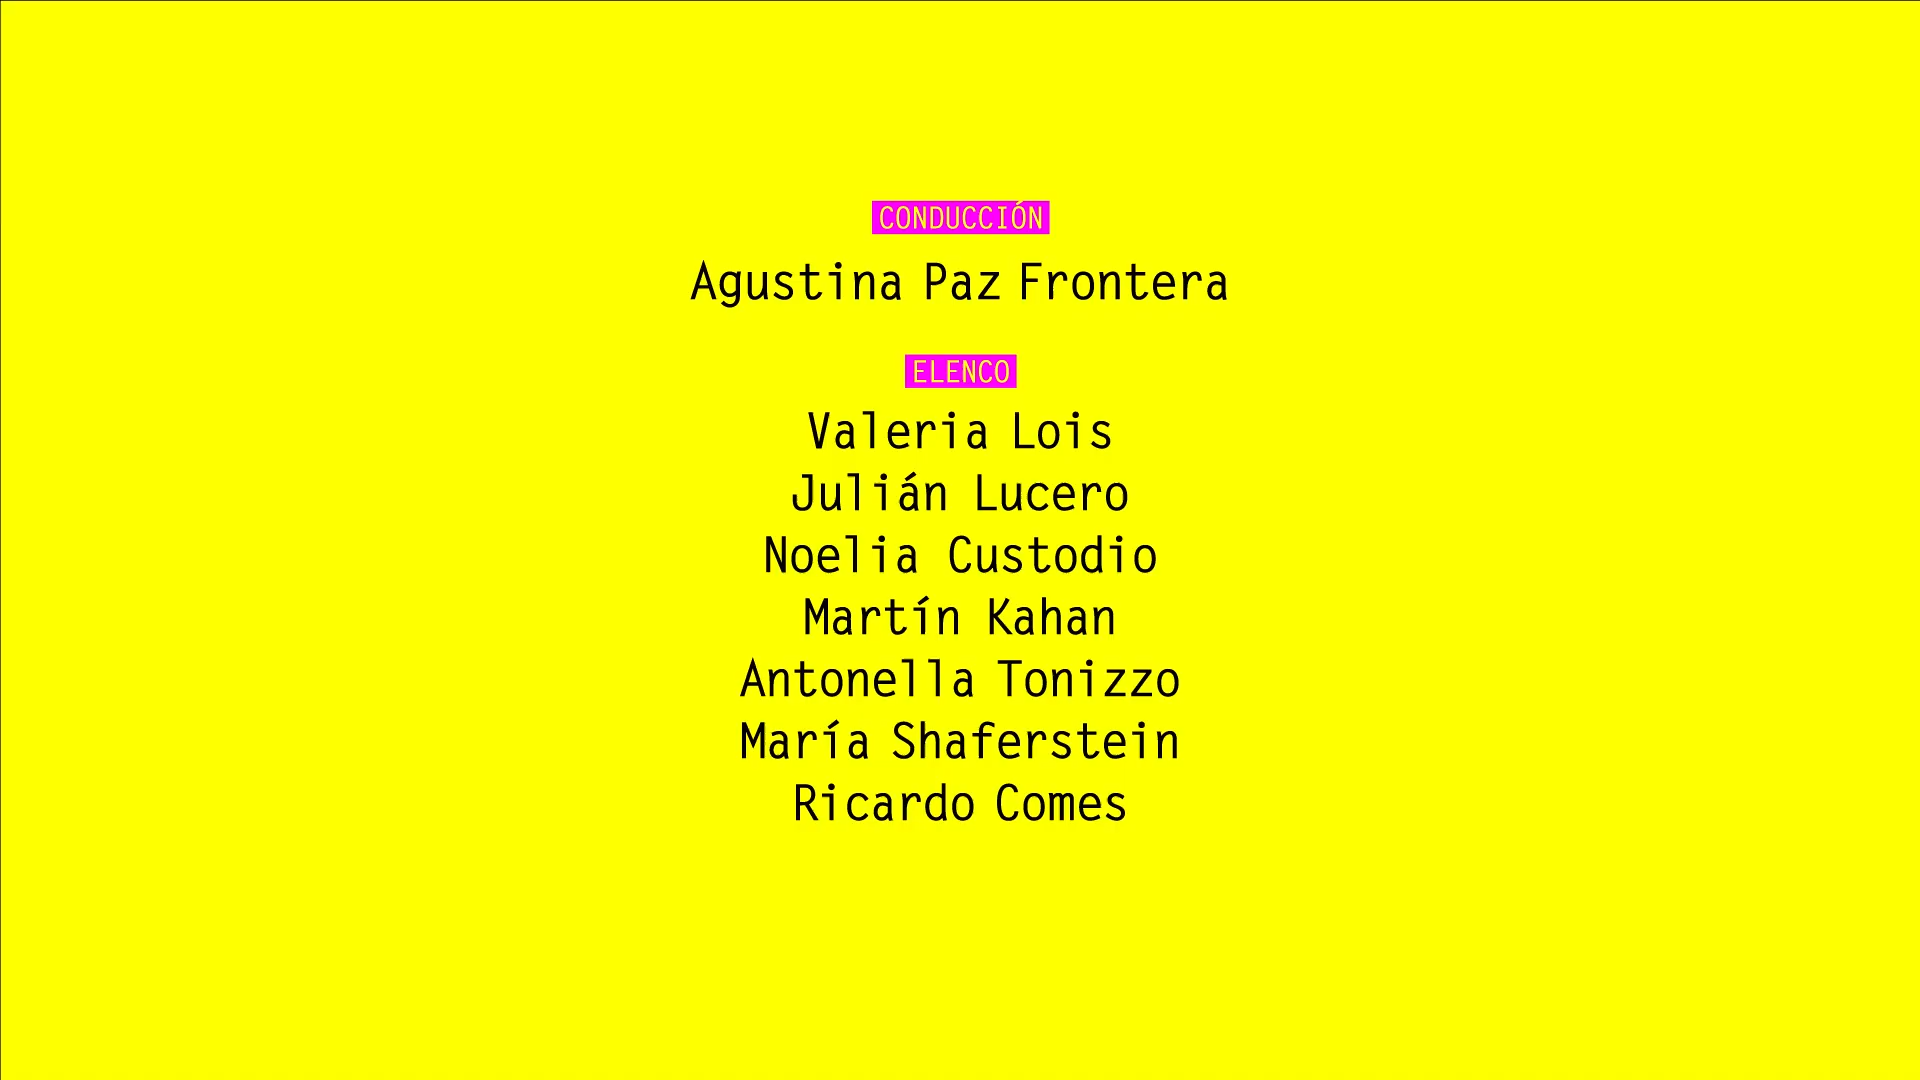 CONDUCCIÓN
Agustina Paz Frontera
ELENCO
Valeria Lois
Julián Lucero
Noelia Custodio
Martín Kahan
Antonella Tonizzo
María Shaferstein
Ricardo Comes